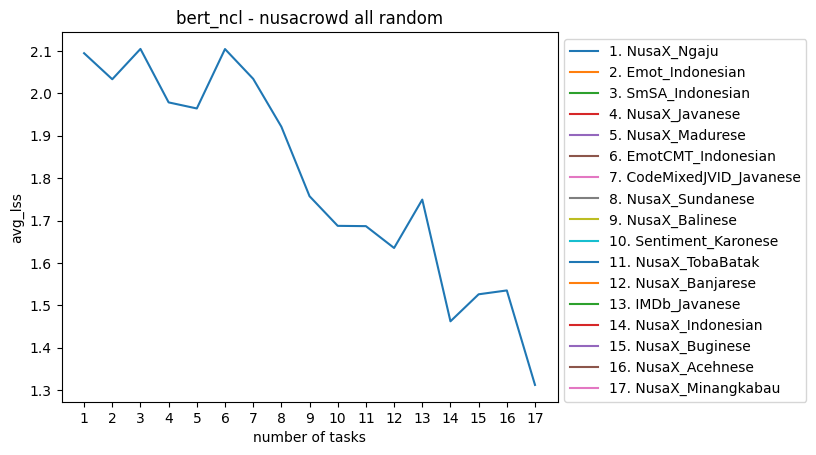 bert_ncl - nusacrowd all random
avg_lss
2.1
2.0
1.9
1.8
1.7
1.6
1.5
1.4
1.3
1 2 3 4 5 6 7 8 9 10 11 12 13 14 15 16 17
number of tasks
1. NusaX_Ngaju
2. Emot_Indonesian
3. SmSA_Indonesian
4. NusaX_Javanese
5. NusaX_Madurese
6. EmotCMT_Indonesian
7. CodeMixedJVID_Javanese
8. NusaX_Sundanese
9. NusaX_Balinese
10. Sentiment_Karonese
11. NusaX_TobaBatak
12. NusaX_Banjarese
13. IMDb_Javanese
14. NusaX_Indonesian
15. NusaX_Buginese
16. NusaX_Acehnese
17. NusaX_Minangkabau